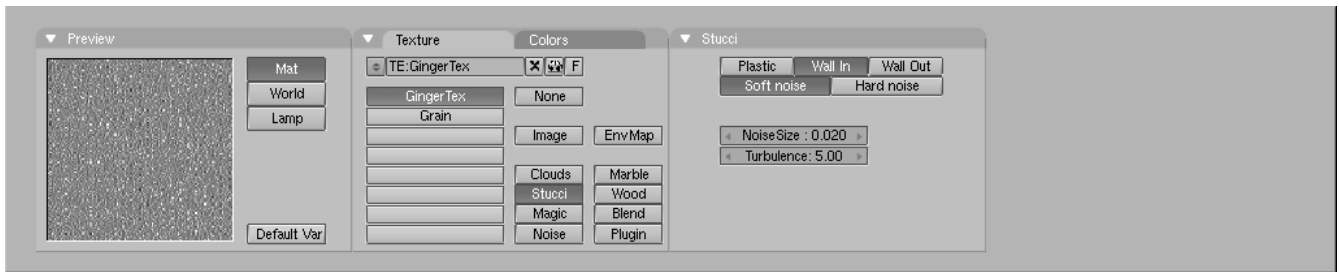 Preview
Mat
World
Lamp
Default Var
Texture Colors
TE:GingerTex F
GingerTex None
Grain
Image EnvMap
Clouds Marble
Stucci Wood
Magic Blend
Noise Plugin
Stucci
Plastic Wall In Wall Out
Soft noise Hard noise
NoiseSize : 0.020
Turbulence: 5.00